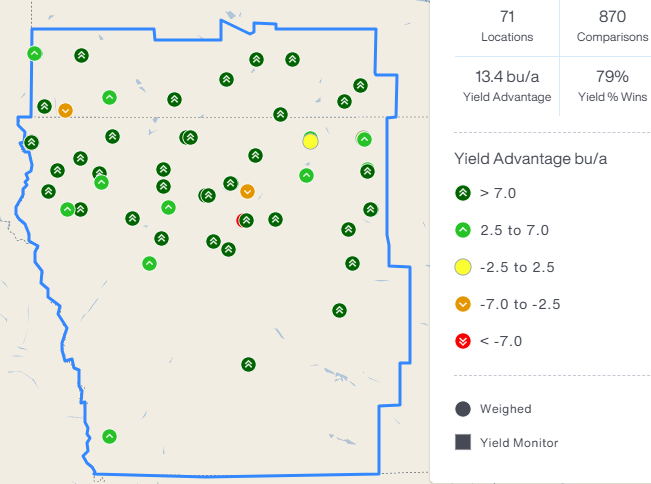 71
870
Locations
Comparisons
13.4 bu/a
79%
Yield Advantage
Yield % Wins
Yield Advantage bu/a
> 7.0
2.5 to 7.0
-2.5 to 2.5
-7.0 to -2.5
< -7.0
Weighed
Yield Monitor